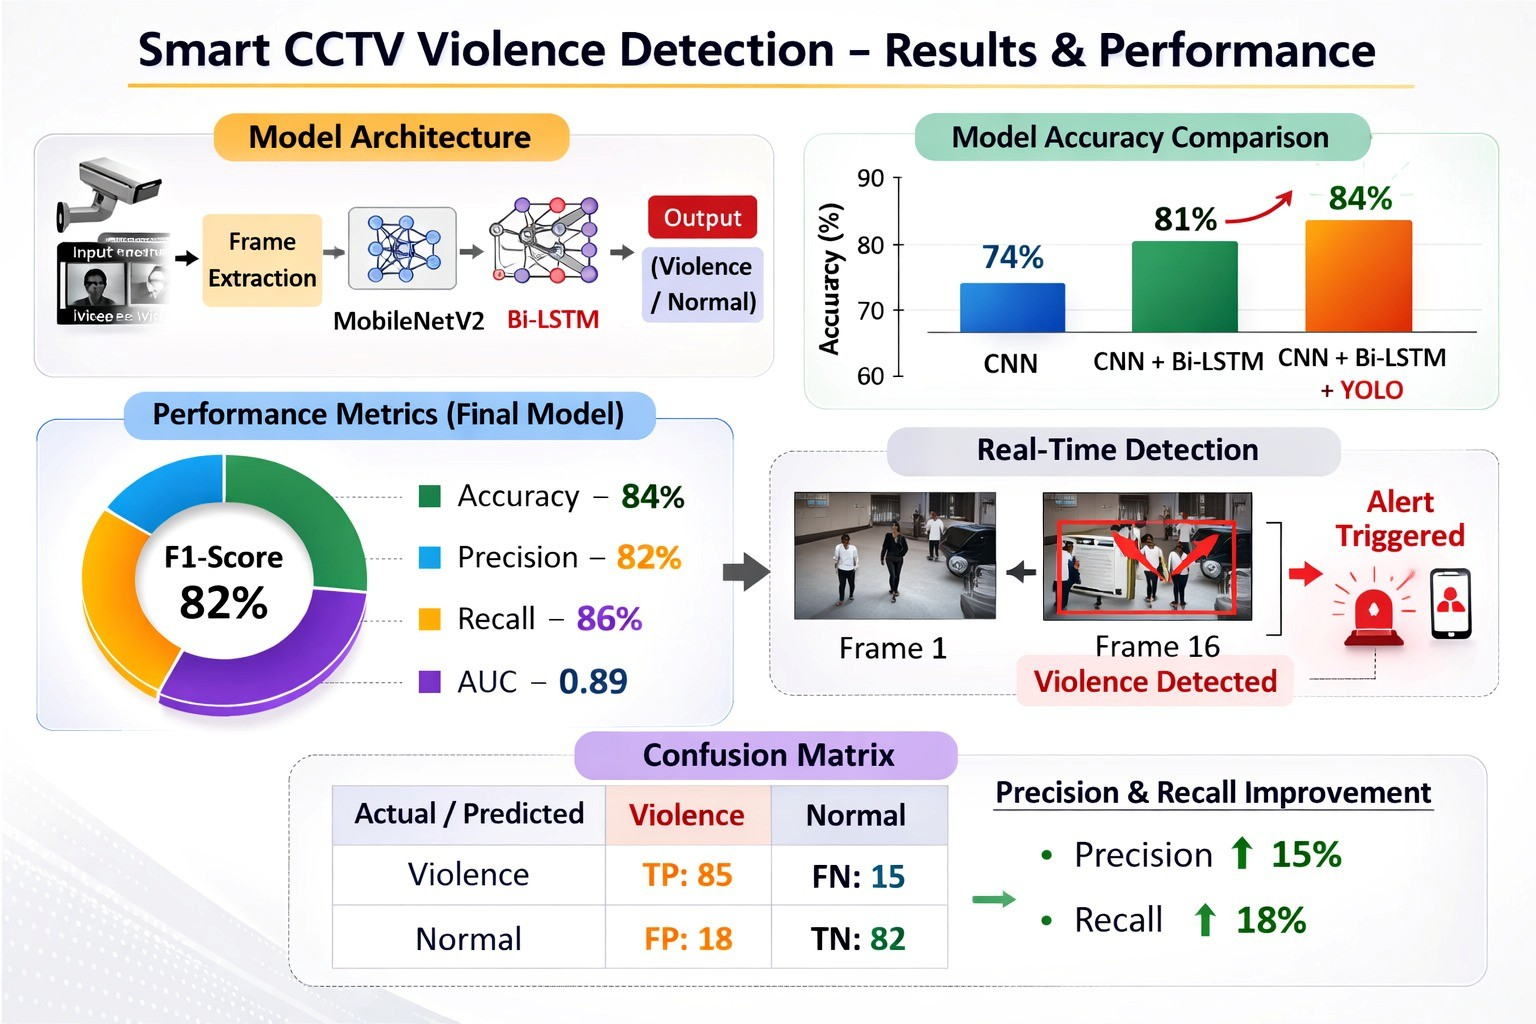 Smart CCTV Violence Detection – Results & Performance
Model Architecture
Input
Frame
Extraction
MobileNetV2
Bi-LSTM
Output
(Violence
/ Normal)
Model Accuracy Comparison
Accuracy (%)
90
80
70
60
74%
81%
84%
CNN
CNN + Bi-LSTM
CNN + Bi-LSTM
+ YOLO
Performance Metrics (Final Model)
F1-Score
82%
Accuracy – 84%
Precision – 82%
Recall – 86%
AUC – 0.89
Real-Time Detection
Frame 1
Frame 16
Violence Detected
Alert
Triggered
Confusion Matrix
Actual / Predicted Violence Normal
Violence TP: 85 FN: 15
Normal FP: 18 TN: 82
Precision & Recall Improvement
• Precision ⬆ 15%
• Recall ⬆ 18%